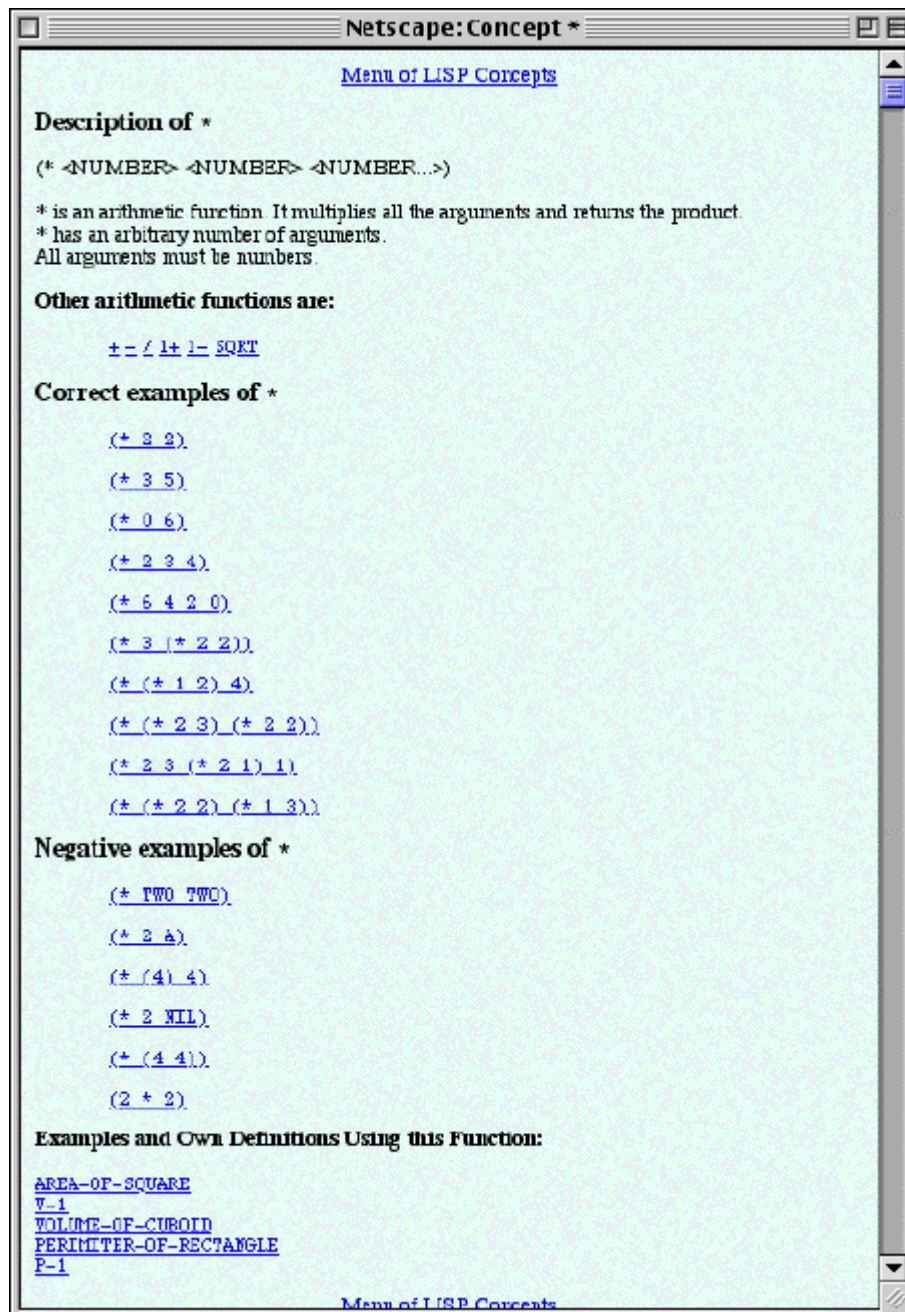 Netscape: Concept *
Menu of LISP Concepts
Description of *
(* <NUMBER> <NUMBER> <NUMBER...>)
* is an arithmetic function. It multiplies all the arguments and returns the product.
* has an arbitrary number of arguments.
All arguments must be numbers.
Other arithmetic functions are:
+ - / 1+ 1- SQRT
Correct examples of *
(* 2 2)
(* 3 5)
(* 0 6)
(* 2 3 4)
(* 6 4 2 0)
(* 3 (* 2 2))
(* (* 1 2) 4)
(* (* 2 3) (* 2 2))
(* 2 3 (* 2 1) 1)
(* (* 2 2) (* 1 3))
Negative examples of *
(* TWO TWO)
(* 2 A)
(* (4) 4)
(* 2 NIL)
(* (4 4))
(2 * 2)
Examples and Own Definitions Using this Function:
AREA-OF-SQUARE
V-1
VOLUME-OF-CUBOID
PERIMITER-OF-RECTANGLE
P-1
Menu of LISP Concepts